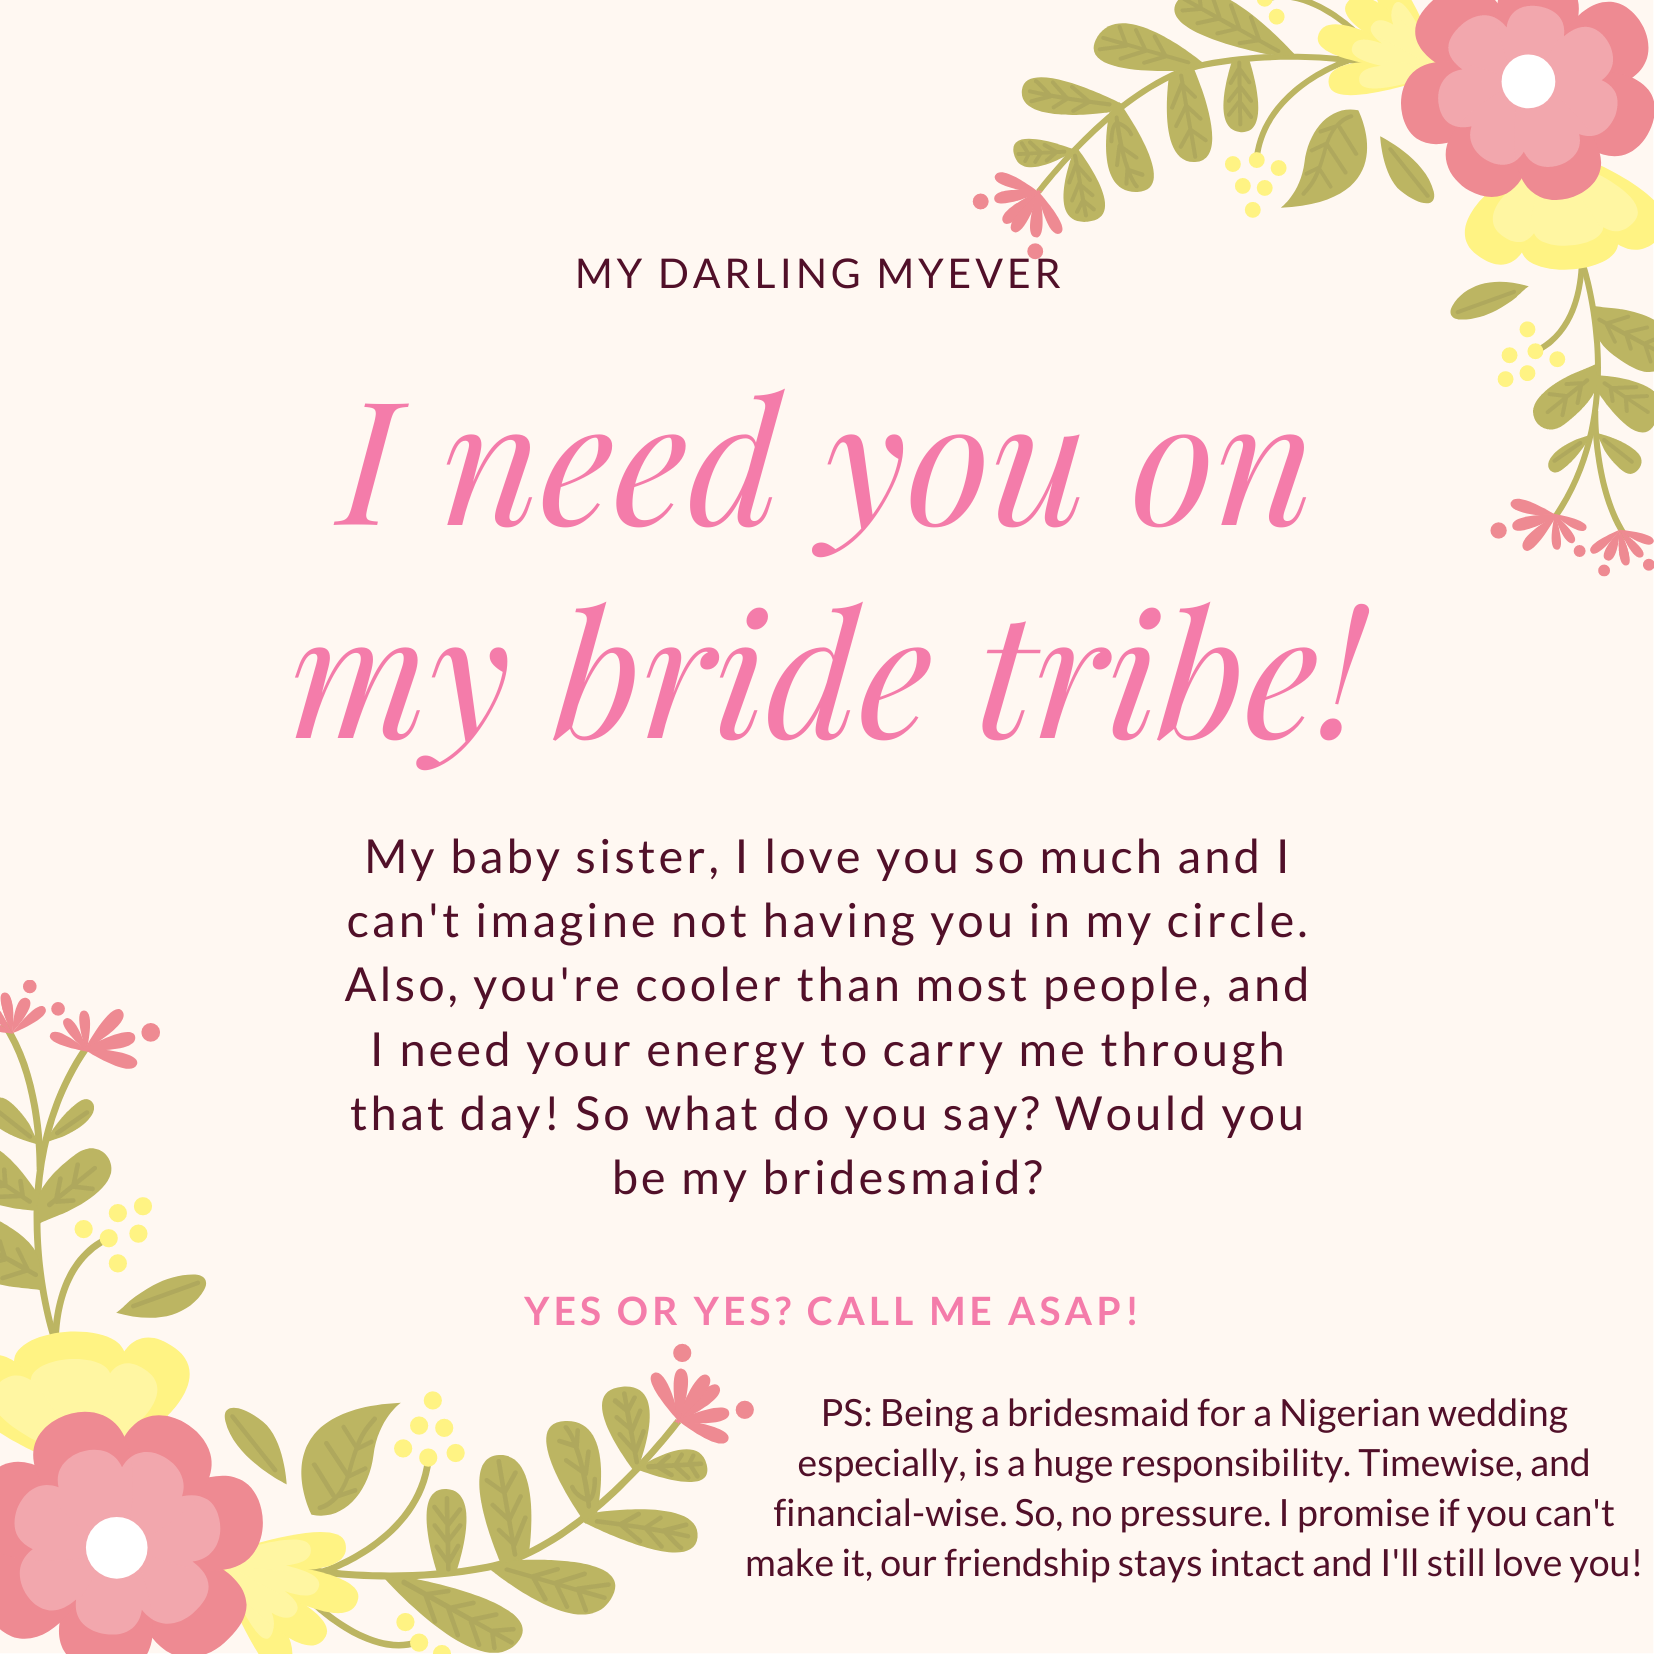 MY DARLING MYEVER
I need you on
my bride tribe!
My baby sister, I love you so much and I
can't imagine not having you in my circle.
Also, you're cooler than most people, and
I need your energy to carry me through
that day! So what do you say? Would you
be my bridesmaid?
YES OR YES? CALL ME ASAP!
PS: Being a bridesmaid for a Nigerian wedding
especially, is a huge responsibility. Timewise, and
financial-wise. So, no pressure. I promise if you can't
make it, our friendship stays intact and I'll still love you!